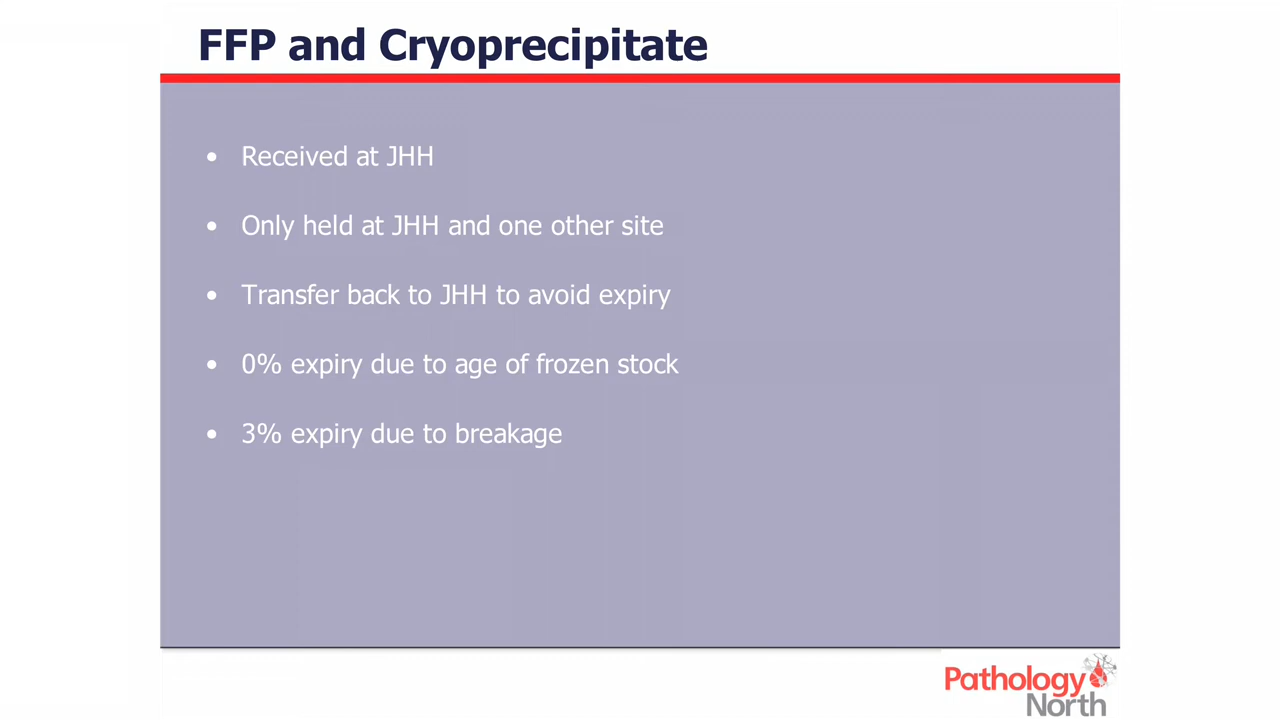 FFP and Cryoprecipitate
• Received at JHH
• Only held at JHH and one other site
• Transfer back to JHH to avoid expiry
• 0% expiry due to age of frozen stock
• 3% expiry due to breakage
Pathology
North